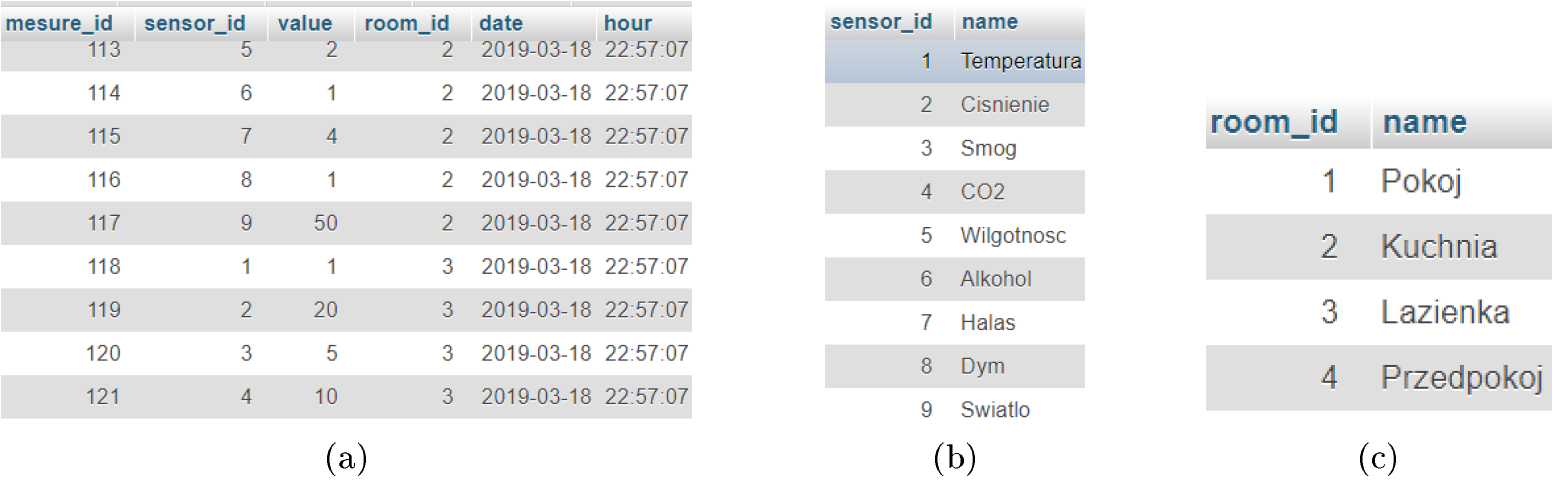 mesure_id sensor_id value room_id date hour
113 5 2 2 2019-03-18 22:57:07
114 6 1 2 2019-03-18 22:57:07
115 7 4 2 2019-03-18 22:57:07
116 8 1 2 2019-03-18 22:57:07
117 9 50 2 2019-03-18 22:57:07
118 1 1 3 2019-03-18 22:57:07
119 2 20 3 2019-03-18 22:57:07
120 3 5 3 2019-03-18 22:57:07
121 4 10 3 2019-03-18 22:57:07
(a)
sensor_id name
1 Temperatura
2 Cisnienie
3 Smog
4 CO2
5 Wilgotnosc
6 Alkohol
7 Halas
8 Dym
9 Swiatlo
(b)
room_id name
1 Pokoj
2 Kuchnia
3 Lazienka
4 Przedpokoj
(c)